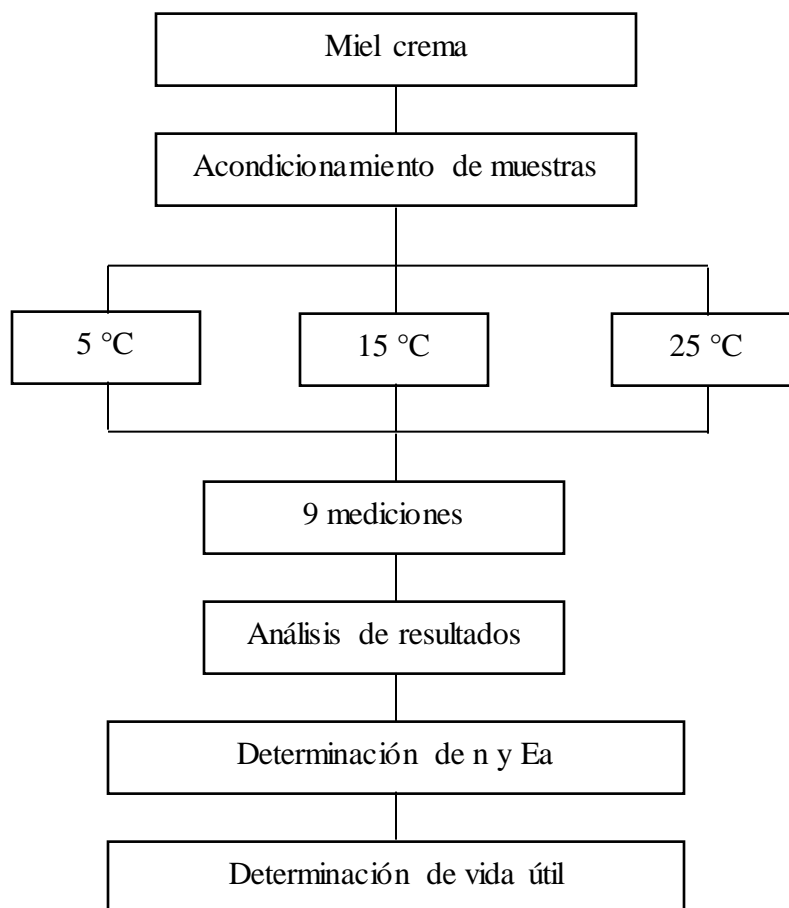 Miel crema
Acondicionamiento de muestras
5 °C
15 °C
25 °C
9 mediciones
Análisis de resultados
Determinación de n y Ea
Determinación de vida útil